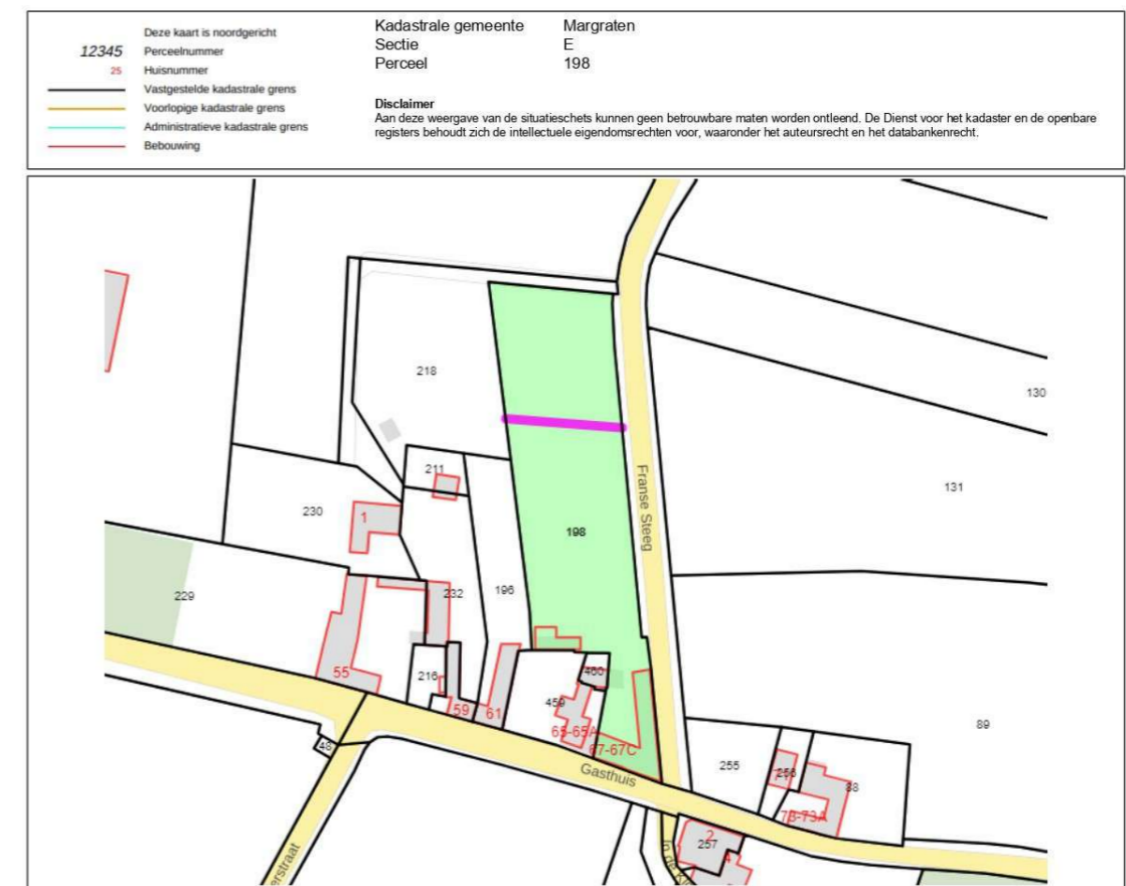 Deze kaart is noordgericht
12345 Perceelnummer
25 Huisnummer
Vastgestelde kadastrale grens
Voorlopige kadastrale grens
Administratieve kadastrale grens
Bebouwing
Kadastrale gemeente Margraten
Sectie E
Perceel 198
Disclaimer
Aan deze weergave van de situatieschets kunnen geen betrouwbare maten worden ontleend. De Dienst voor het kadaster en de openbare
registers behoudt zich de intellectuele eigendomsrechten voor, waaronder het auteursrecht en het databankenrecht.
218
130
211
131
230
1
Franse Steeg
198
229
232
196
55
216
460
459
59
61
65-65A
67-67C
89
48
Gasthuis
255
256
88
73-73A
2
257
4
erstraat
In de K